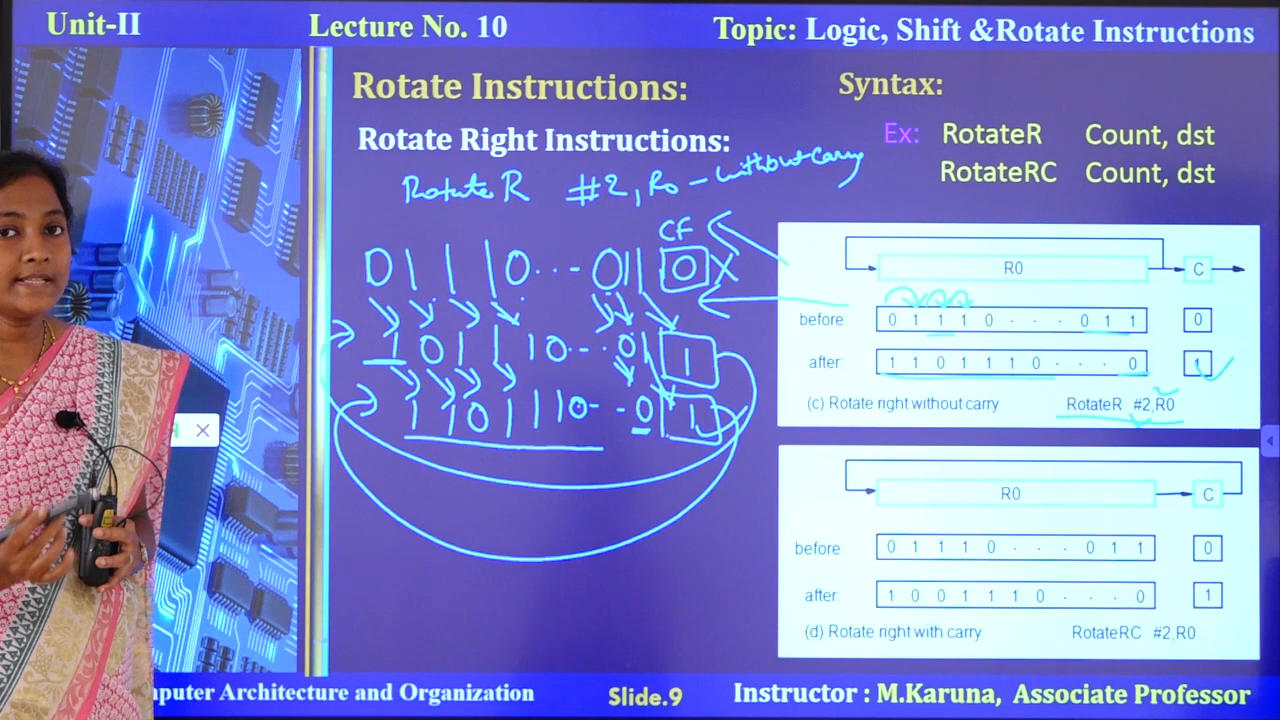 Unit-II Lecture No. 10 Topic: Logic, Shift &Rotate Instructions
Rotate Instructions: Syntax:
Rotate Right Instructions:
Ex: RotateR Count, dst
RotateRC Count, dst
RotateR #2, R0 - without carry
CF
0 1 1 1 0 . . . - 0 1 1 0 X
1 0 1 1 1 0 . . 0 1 1
1 1 0 1 1 1 0 - - 0 1
R0 C
before: 0 1 1 1 0 · · · 0 1 1 0
after: 1 1 0 1 1 1 0 · · · 0 1
(c) Rotate right without carry RotateR #2,R0
R0 C
before: 0 1 1 1 0 · · · 0 1 1 0
after: 1 0 0 1 1 1 0 · · · 0 1
(d) Rotate right with carry RotateRC #2,R0
mputer Architecture and Organization Slide.9 Instructor : M.Karuna, Associate Professor